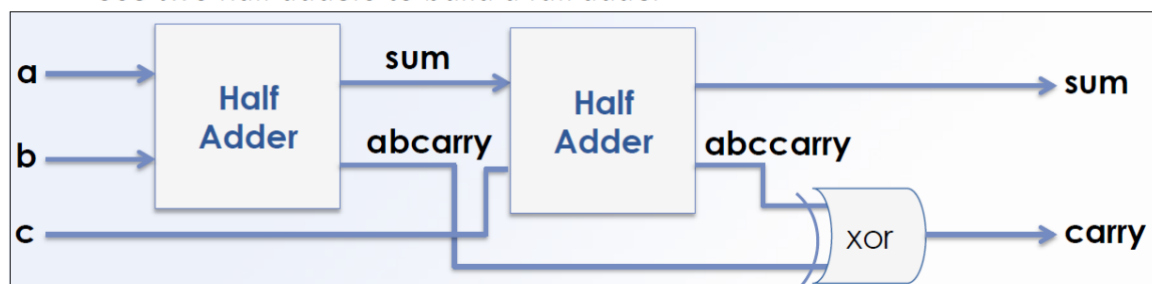 a
b
c
Half
Adder
sum
abcarry
Half
Adder
abccarry
xor
sum
carry